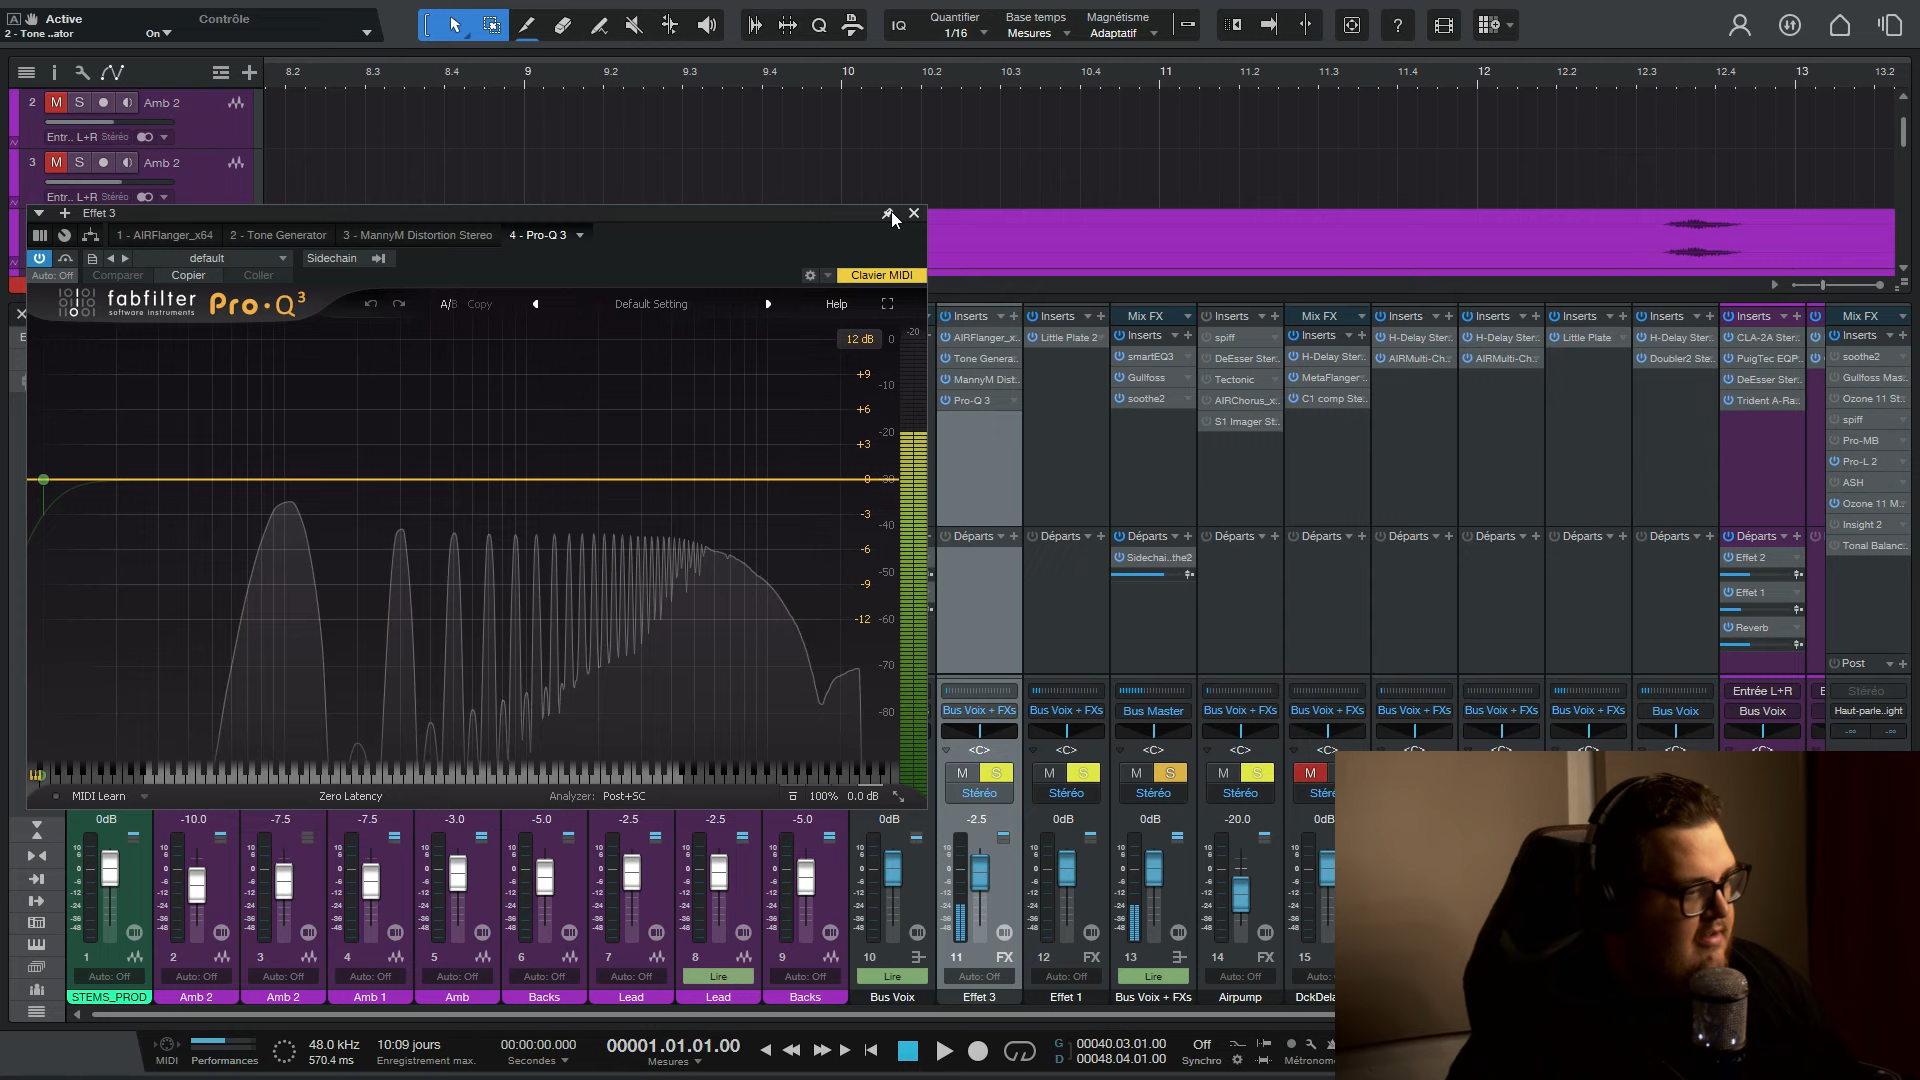 Active
Contrôle
2 - Tone ..ator
On
IQ
Quantifier
Base temps
Magnétisme
1/16
Mesures
Adaptatif
?
8.2 8.3 8.4 9 9.2 9.3 9.4 10 10.2 10.3 10.4 11 11.2 11.3 11.4 12 12.2 12.3 12.4 13 13.2
2 M S Amb 2
Entr.. L+R Stéréo
3 M S Amb 2
Entr.. L+R Stéréo
Effet 3
1 - AIRFlanger_x64 2 - Tone Generator 3 - MannyM Distortion Stereo 4 - Pro-Q 3
default Sidechain
Auto: Off Comparer Copier Coller Clavier MIDI
fabfilter
software instruments
Pro·Q³
A/B Copy Default Setting Help
12 dB
-20
0
+9
-10
+6
+3
-20
0 -30
-3
-40
-6
-50
-9
-12 -60
-70
-80
MIDI Learn Zero Latency Analyzer: Post+SC 100% 0.0 dB
Inserts Inserts Mix FX Inserts Mix FX Inserts Inserts Inserts Inserts Inserts Mix FX
AIRFlanger_x..
Tone Genera..
MannyM Dist..
Pro-Q 3
Little Plate 2
Inserts
smartEQ3
Gullfoss
soothe2
spiff
DeEsser Ster..
Tectonic
AIRChorus_x..
S1 Imager St..
Inserts
H-Delay Ster..
MetaFlanger
C1 comp Ste..
H-Delay Ster..
AIRMulti-Ch..
H-Delay Ster..
AIRMulti-Ch..
Little Plate
H-Delay Ster..
Doubler2 Ste..
CLA-2A Ster..
PuigTec EQP..
DeEsser Ster..
Trident A-Ra..
Inserts
soothe2
Gullfoss Mas..
Ozone 11 St..
spiff
Pro-MB
Pro-L 2
ASH
Ozone 11 M..
Insight 2
Tonal Balanc..
Départs Départs Départs Départs Départs Départs Départs Départs Départs Départs
Sidechai..the2
Effet 2
Effet 1
Reverb
Post
Entrée L+R Stéréo
Bus Voix + FXs Bus Voix + FXs Bus Master Bus Voix + FXs Bus Voix + FXs Bus Voix + FXs Bus Voix + FXs Bus Voix + FXs Bus Voix Bus Voix Haut-parle..ight
<C> <C> <C> <C> <C> <C> <C> <C> <C> <C>
M S M S M S M S M
Stéréo Stéréo Stéréo Stéréo Stéré
0dB -10.0 -7.5 -7.5 -3.0 -5.0 -2.5 -2.5 -5.0 0dB -2.5 0dB 0dB -20.0 0dB
10
6
0
-6
-12
-24
-36
-48
1 2 3 4 5 6 7 8 9 10 11 FX 12 FX 13 14 FX 15
Auto: Off Auto: Off Auto: Off Auto: Off Auto: Off Auto: Off Auto: Off Lire Auto: Off Lire Auto: Off Auto: Off Lire Auto: Off Auto:
STEMS_PROD Amb 2 Amb 2 Amb 1 Amb Backs Lead Lead Backs Bus Voix Effet 3 Effet 1 Bus Voix + FXs Airpump DckDela
MIDI Performances
48.0 kHz
570.4 ms
10:09 jours
Enregistrement max.
00:00:00.000
Secondes
00001.01.01.00
Mesures
G 00040.03.01.00
D 00048.04.01.00
Off
Synchro
Métronom